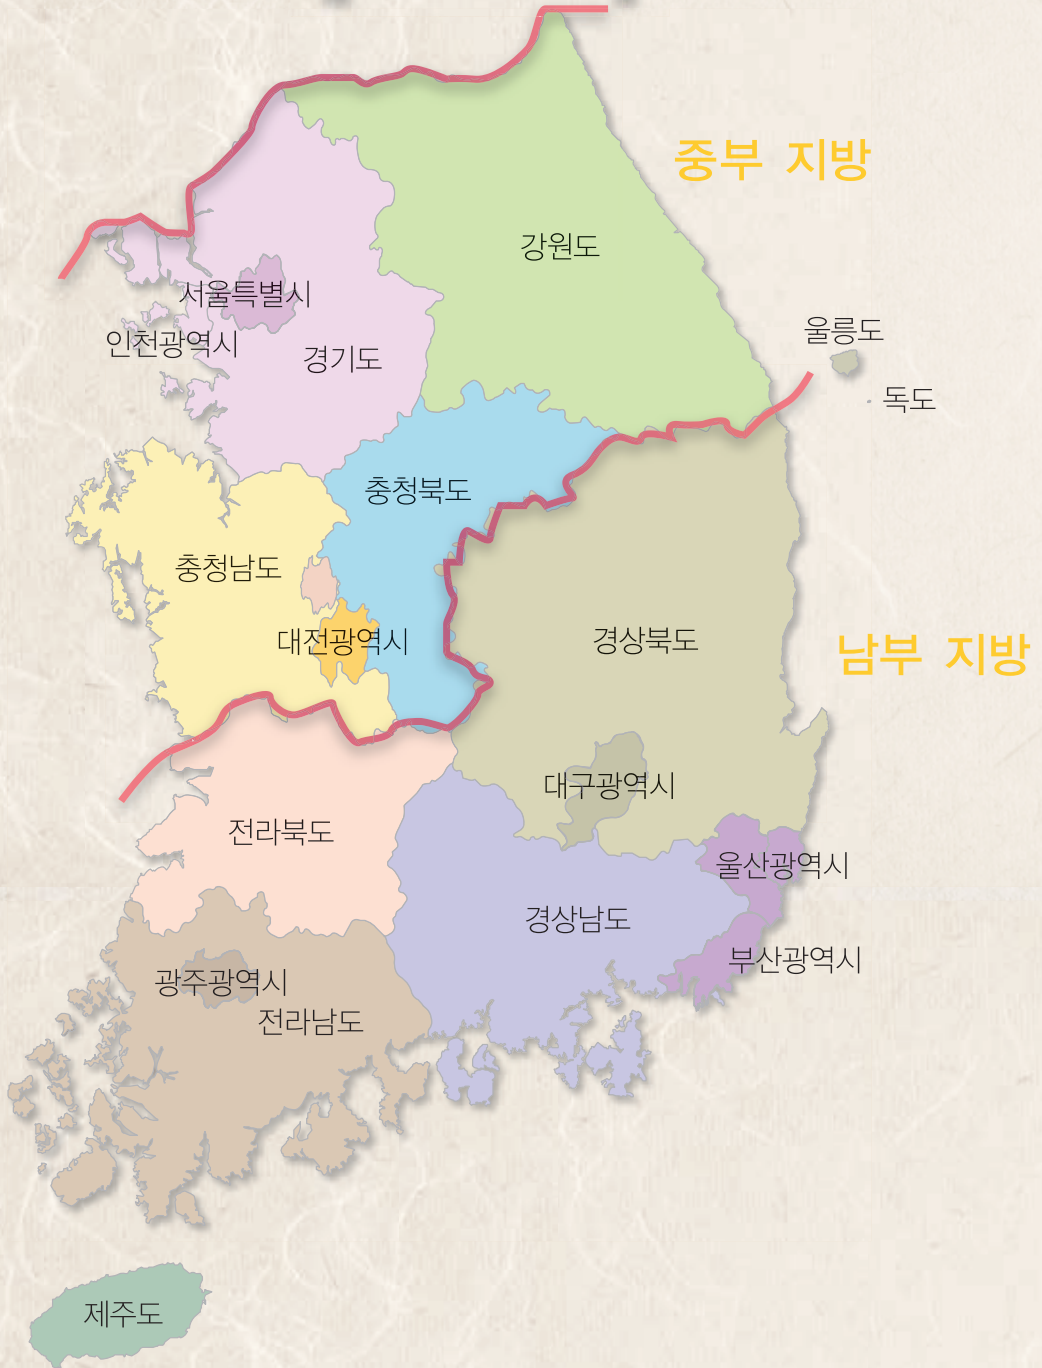 중부 지방
강원도
서울특별시
인천광역시
경기도
울릉도
독도
충청북도
충청남도
대전광역시
경상북도
남부 지방
대구광역시
전라북도
울산광역시
경상남도
부산광역시
광주광역시
전라남도
제주도